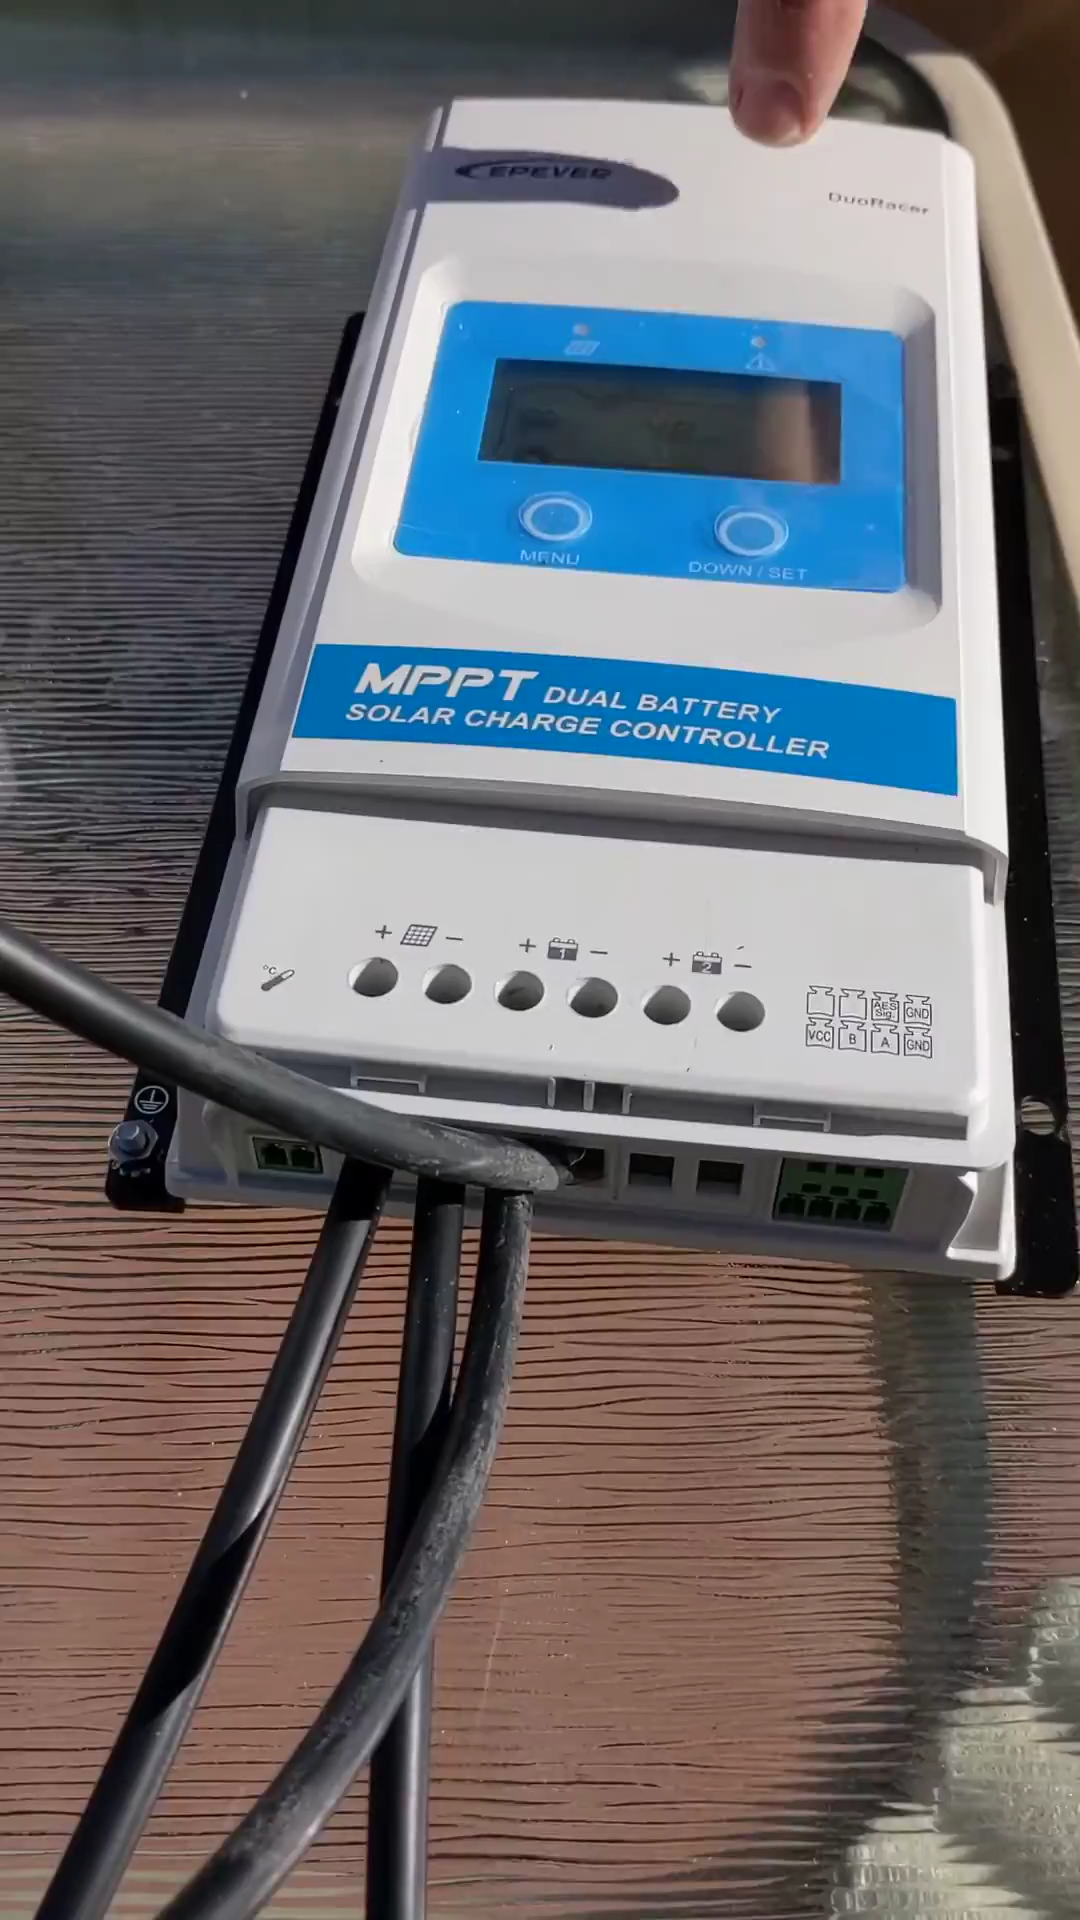 EPEVER
DuoRacer
MENU
DOWN / SET
MPPT DUAL BATTERY
SOLAR CHARGE CONTROLLER
+ - + 1 - + 2 -
°C
AES Sig. GND
VCC B A GND